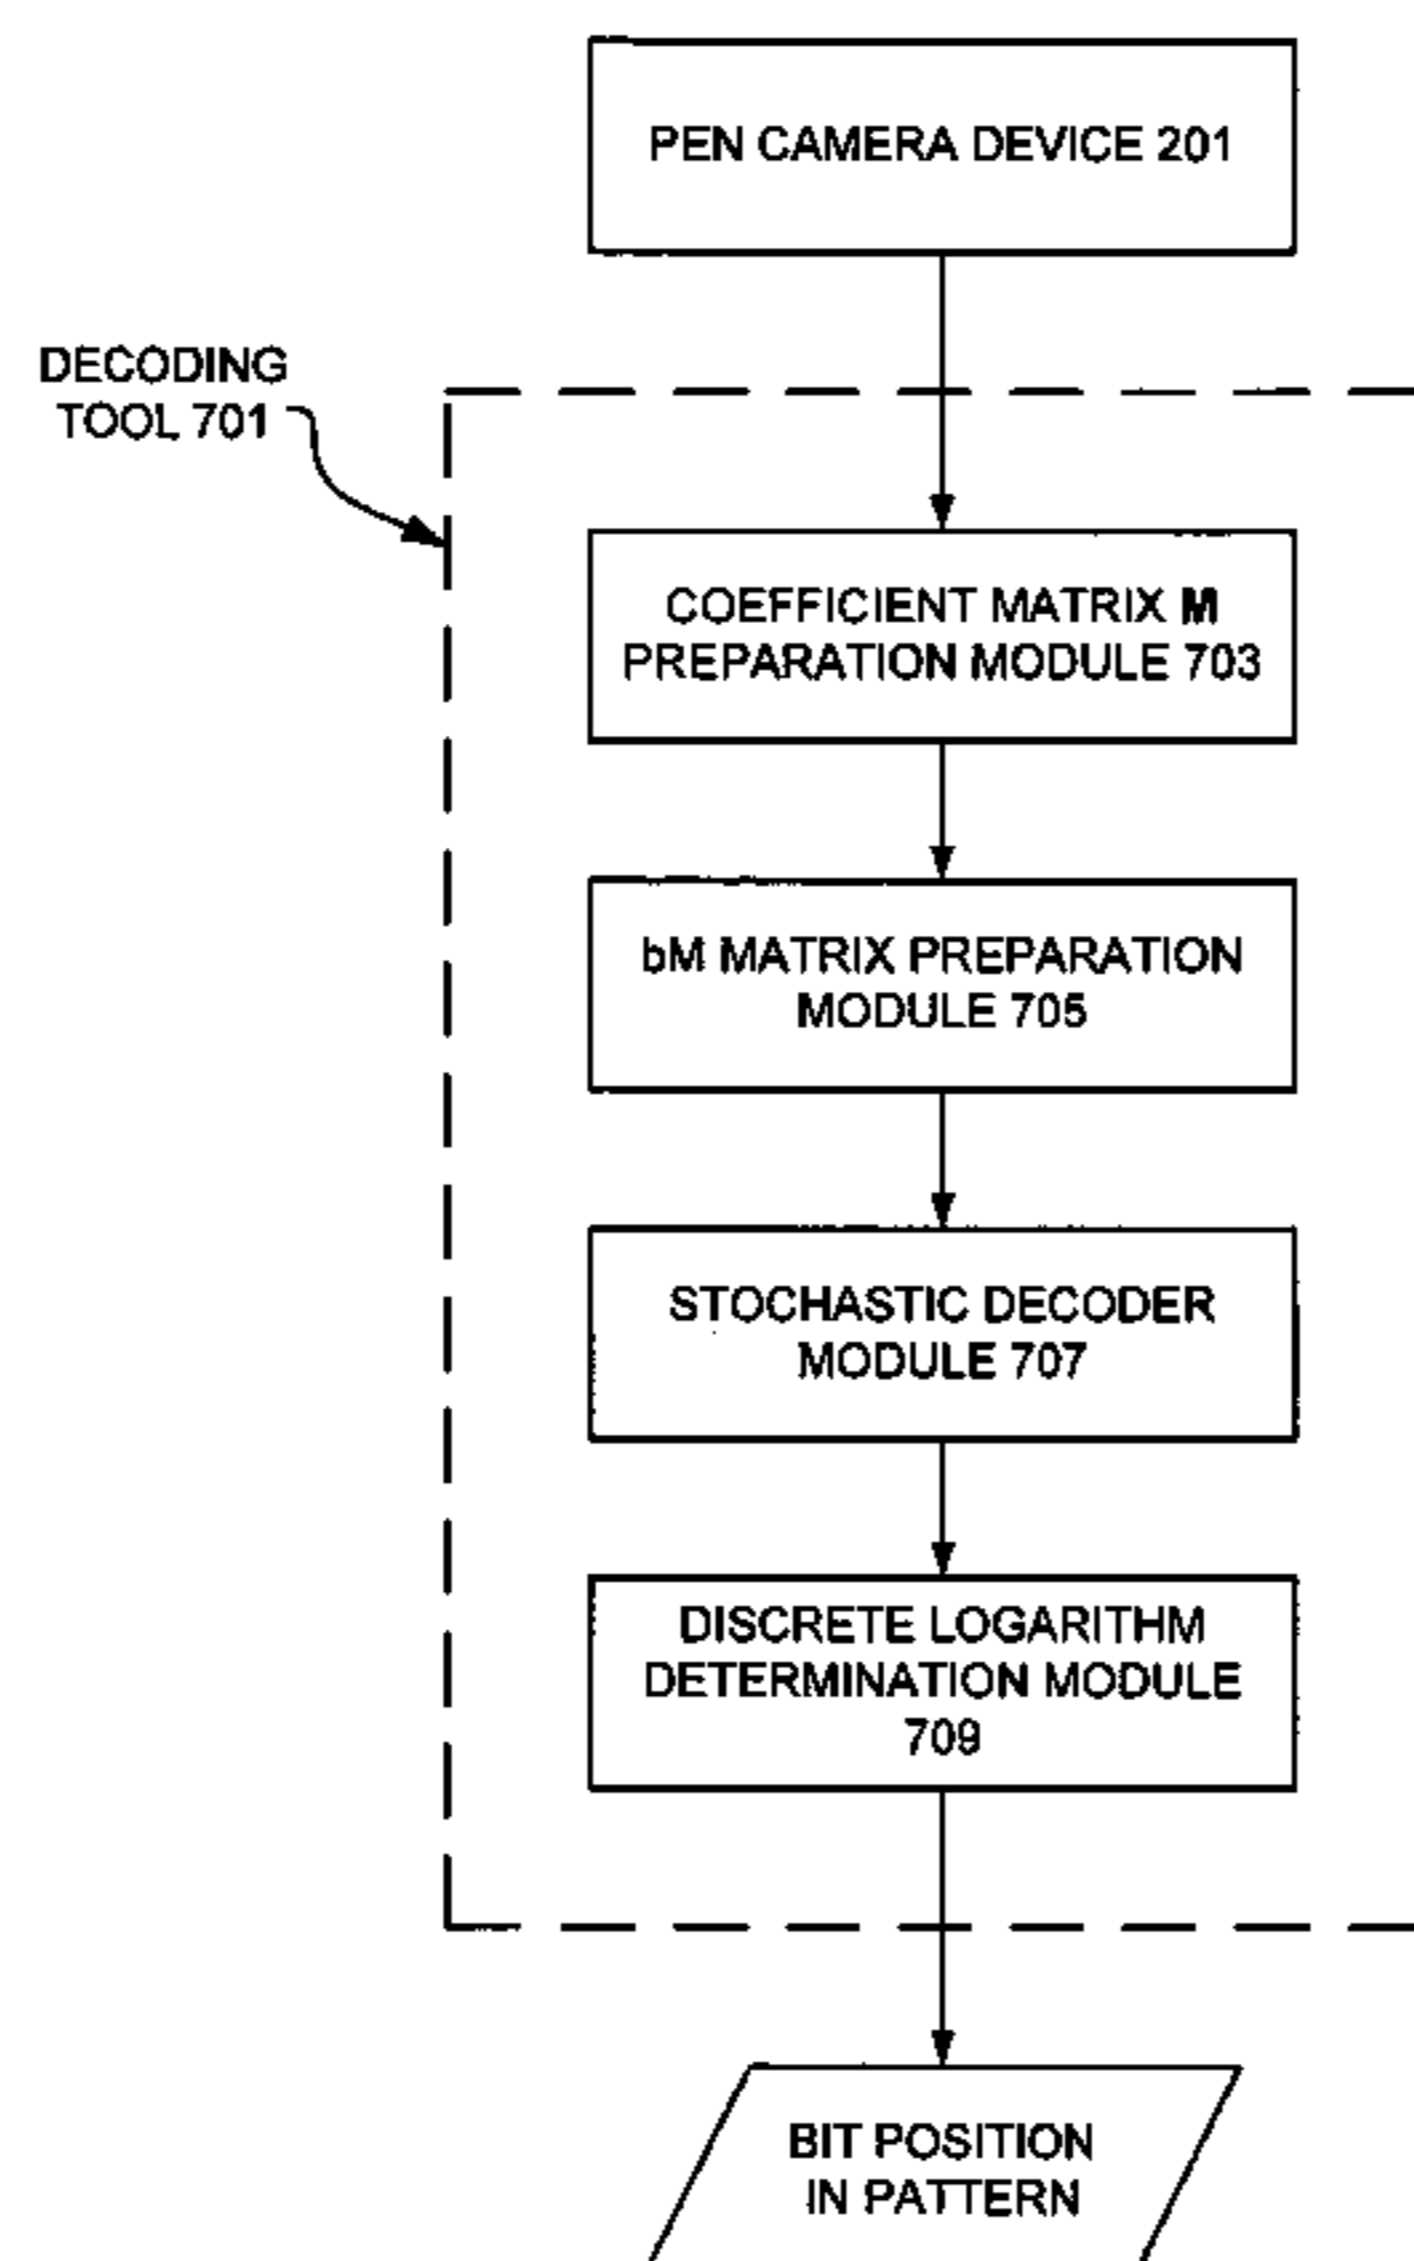 PEN CAMERA DEVICE 201
DECODING
TOOL 701
COEFFICIENT MATRIX M
PREPARATION MODULE 703
bM MATRIX PREPARATION
MODULE 705
STOCHASTIC DECODER
MODULE 707
DISCRETE LOGARITHM
DETERMINATION MODULE
709
BIT POSITION
IN PATTERN